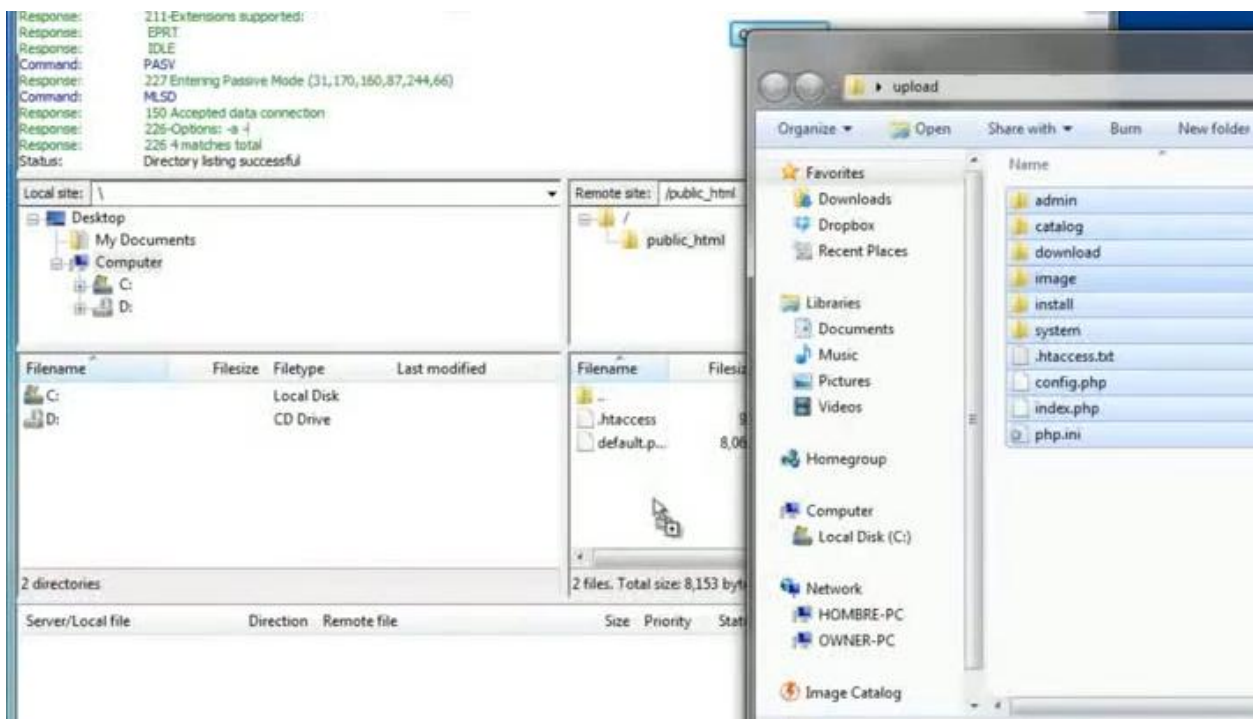 Response: 211-Extensions supported:
Response: EPRT
Response: IDLE
Command: PASV
Response: 227 Entering Passive Mode (31,170,160,87,244,66)
Command: MLSD
Response: 150 Accepted data connection
Response: 226-Options: -a -l
Response: 226 4 matches total
Status: Directory listing successful
Local site: \
Desktop
My Documents
Computer
C:
D:
Filename Filesize Filetype Last modified
C: Local Disk
D: CD Drive
2 directories
Remote site: /public_html
/
public_html
Filename Filesiz
..
.htaccess 9
default.p... 8,06
2 files. Total size: 8,153 byt
Server/Local file Direction Remote file Size Priority Stat
upload
Organize Open Share with Burn New folder
Favorites
Downloads
Dropbox
Recent Places
Libraries
Documents
Music
Pictures
Videos
Homegroup
Computer
Local Disk (C:)
Network
HOMBRE-PC
OWNER-PC
Image Catalog
Name
admin
catalog
download
image
install
system
.htaccess.txt
config.php
index.php
php.ini